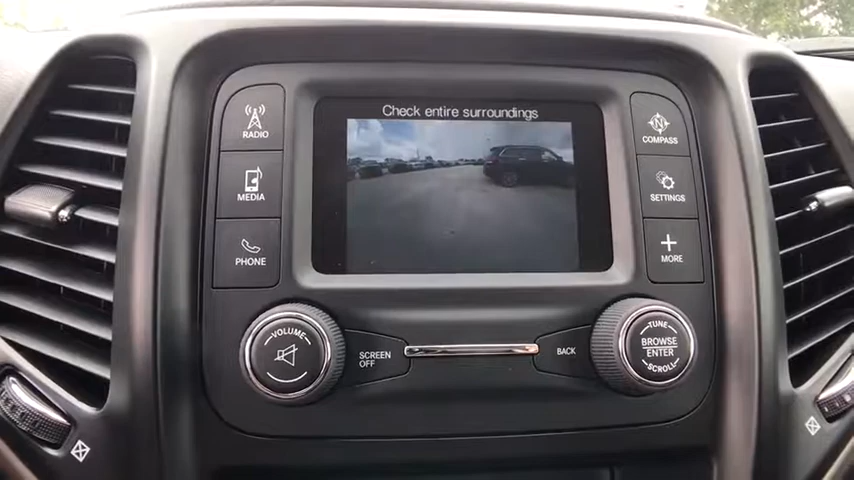 Check entire surroundings
RADIO
MEDIA
PHONE
N
COMPASS
SETTINGS
MORE
VOLUME
SCREEN
OFF
BACK
TUNE
BROWSE
ENTER
SCROLL